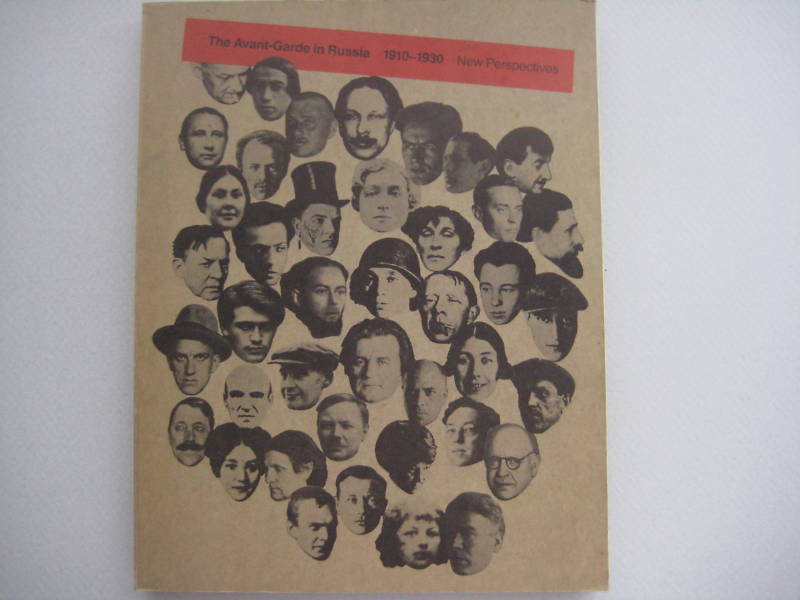 The Avant-Garde in Russia 1910–1930 New Perspectives